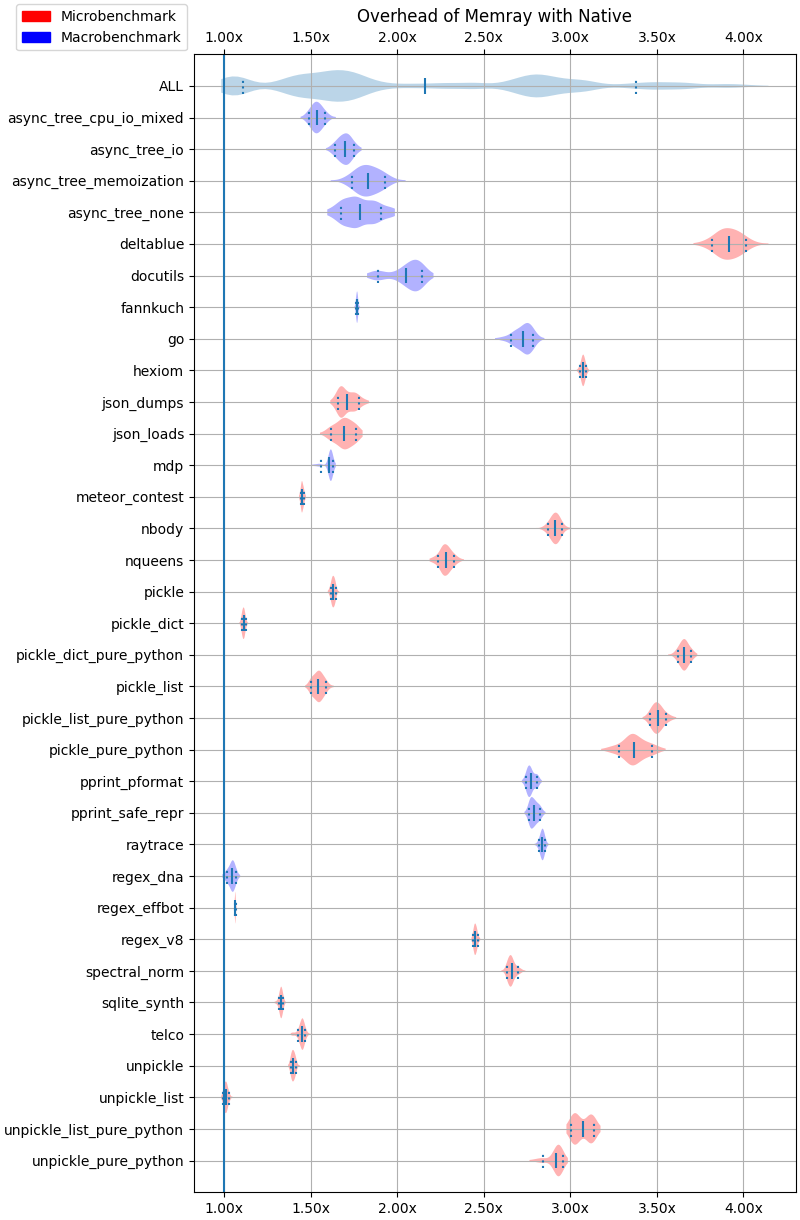 Microbenchmark
Macrobenchmark
Overhead of Memray with Native
1.00x 1.50x 2.00x 2.50x 3.00x 3.50x 4.00x
ALL
async_tree_cpu_io_mixed
async_tree_io
async_tree_memoization
async_tree_none
deltablue
docutils
fannkuch
go
hexiom
json_dumps
json_loads
mdp
meteor_contest
nbody
nqueens
pickle
pickle_dict
pickle_dict_pure_python
pickle_list
pickle_list_pure_python
pickle_pure_python
pprint_pformat
pprint_safe_repr
raytrace
regex_dna
regex_effbot
regex_v8
spectral_norm
sqlite_synth
telco
unpickle
unpickle_list
unpickle_list_pure_python
unpickle_pure_python
1.00x 1.50x 2.00x 2.50x 3.00x 3.50x 4.00x